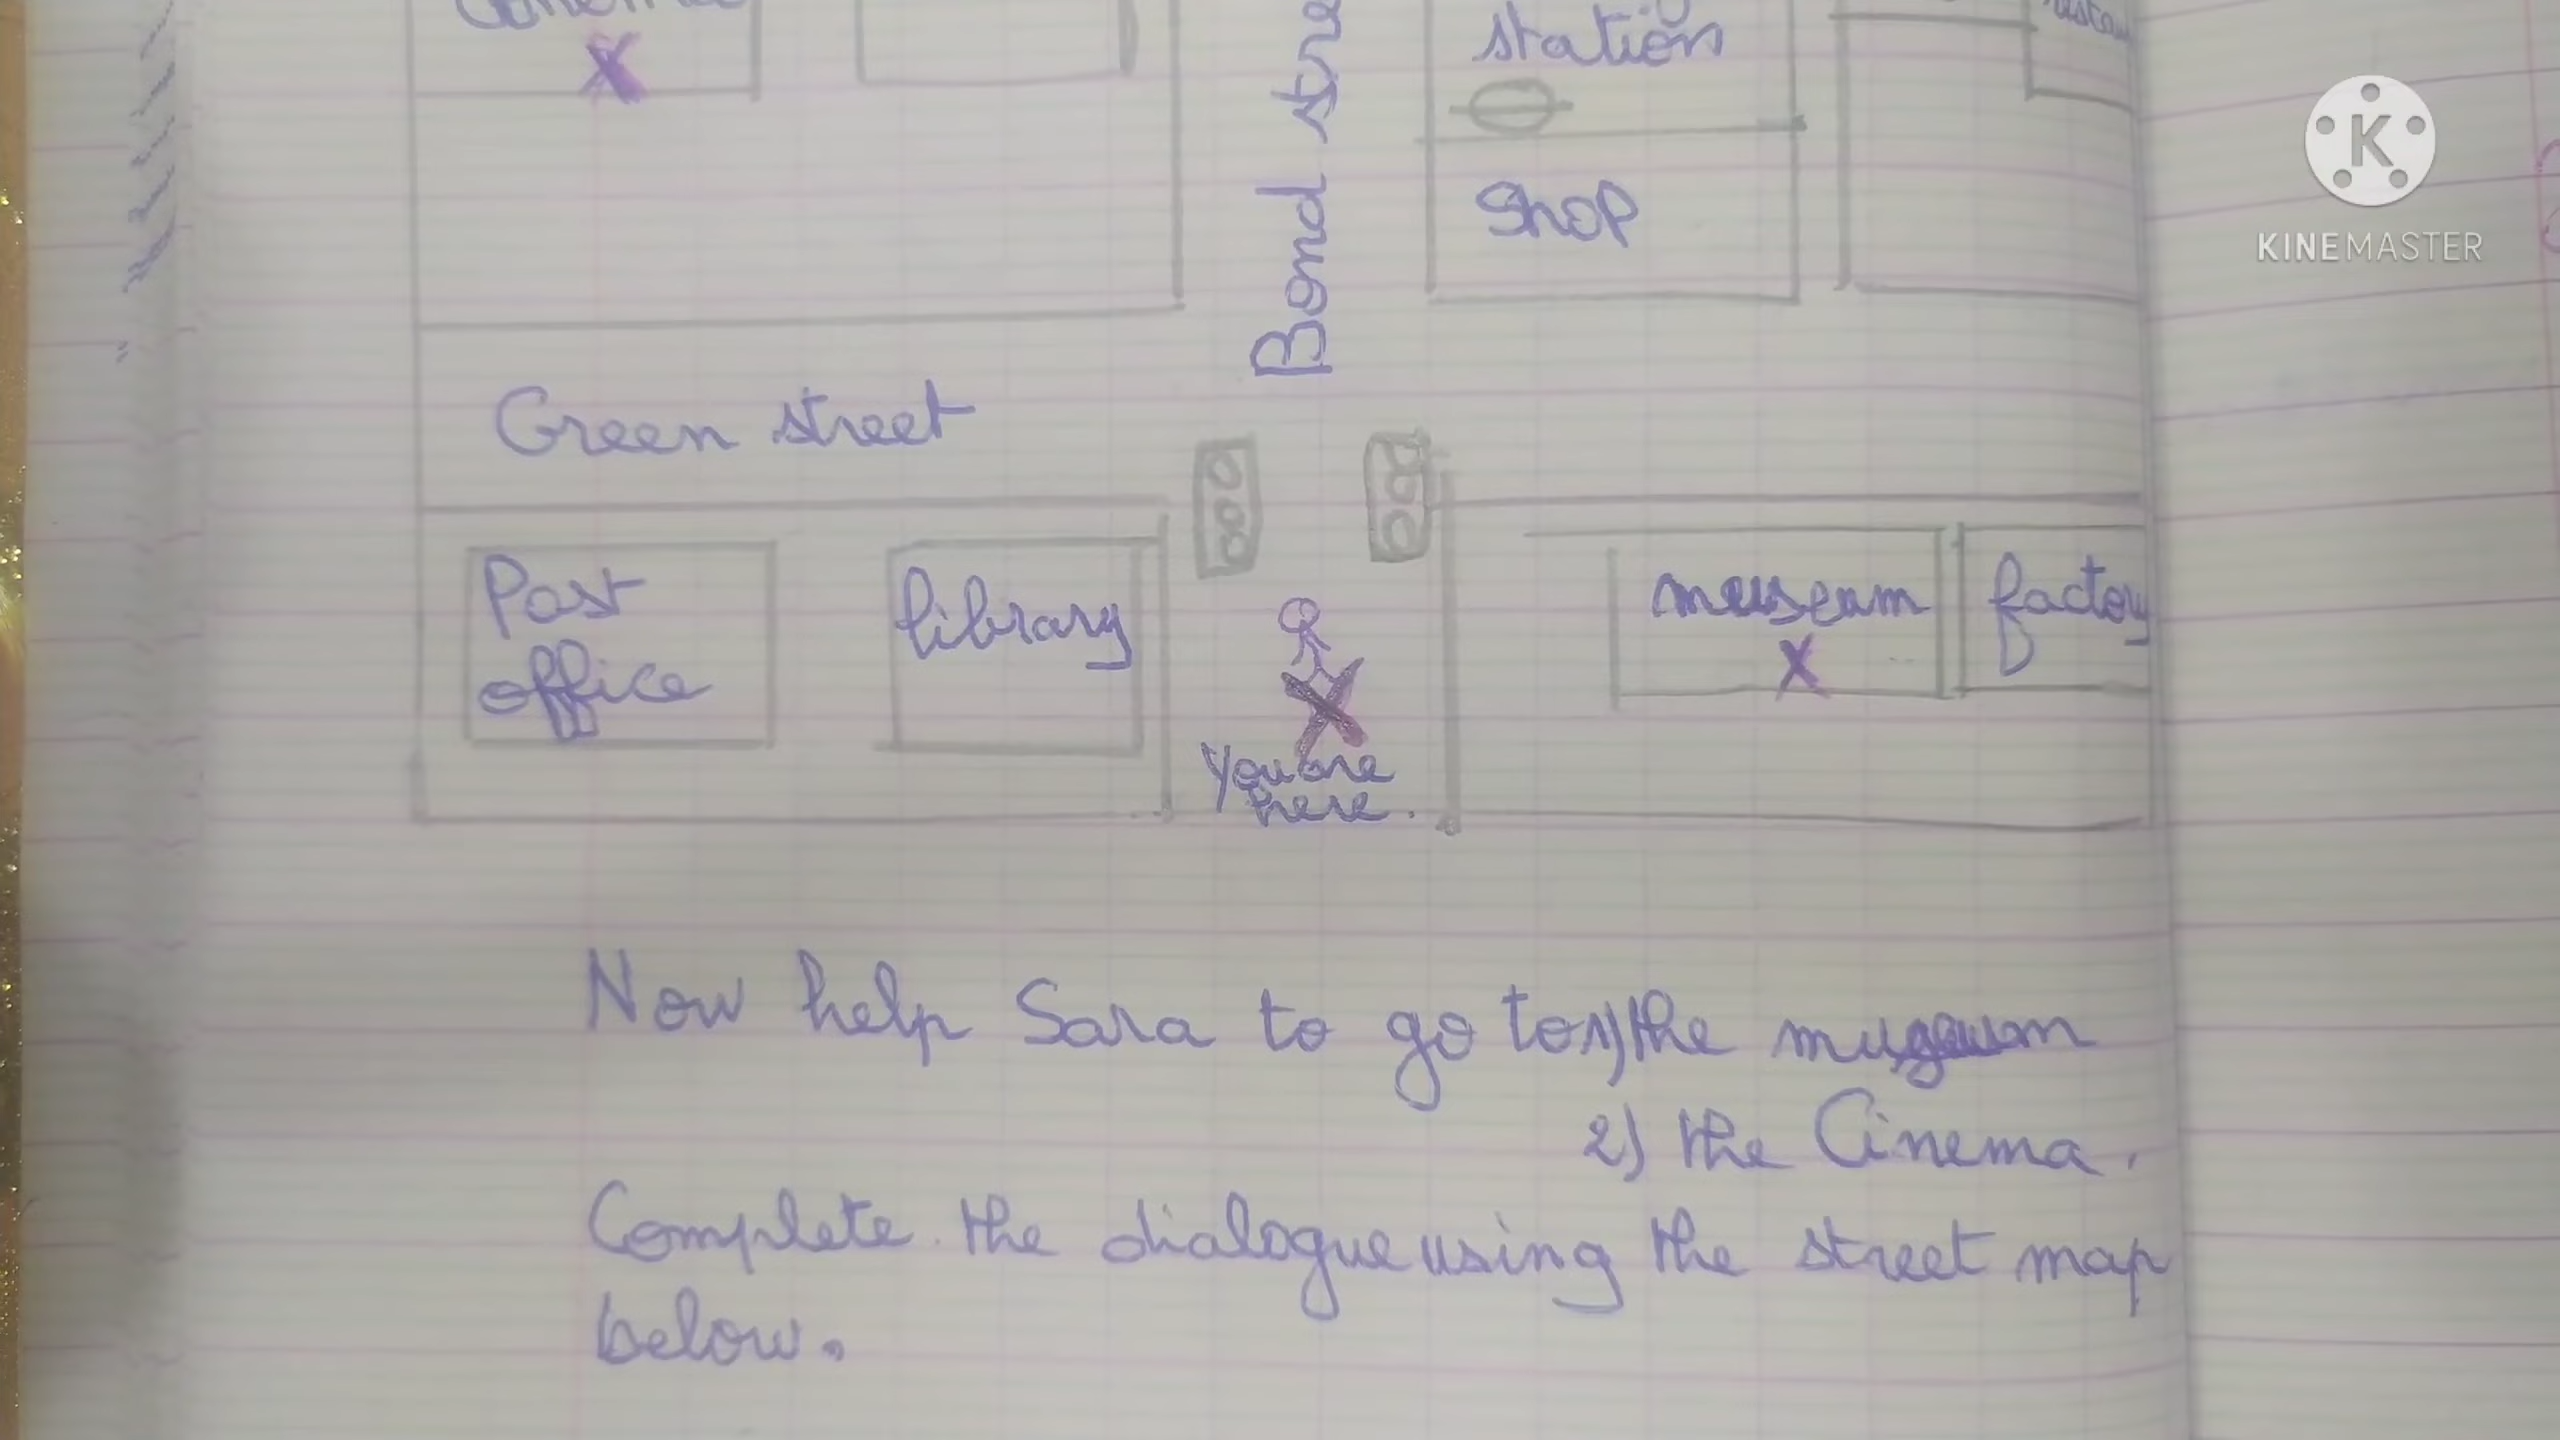 station
Bond
Shop
KINEMASTER
Green street
Post office
library
museum
factory
You are here.
Now help Sara to go to 1) the museum
2) the Cinema.
Complete the dialogue using the street map
below.